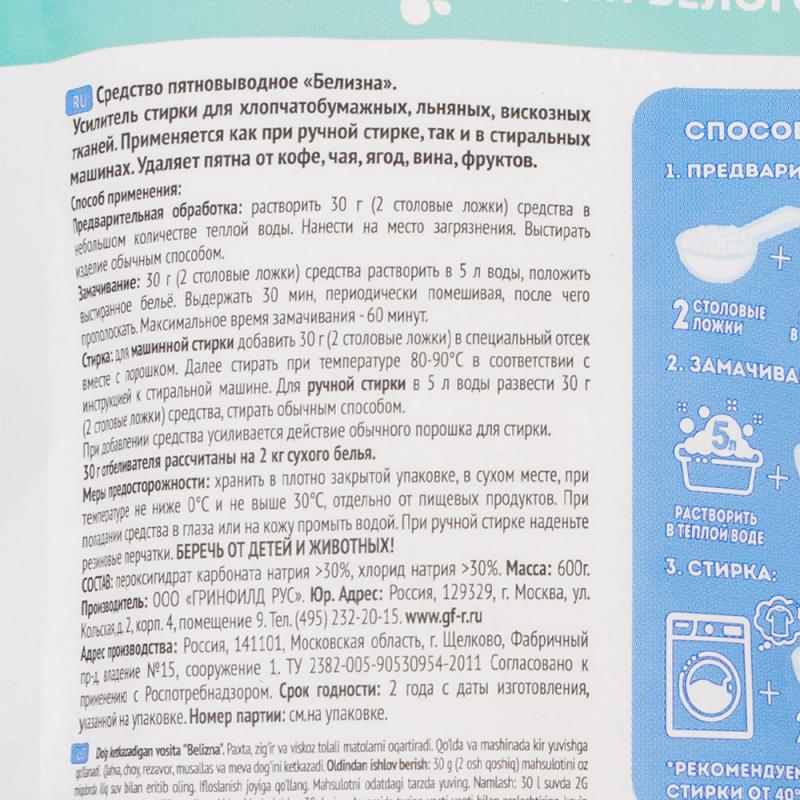 RU Средство пятновыводное «Белизна».
Усилитель стирки для хлопчатобумажных, льняных, вискозных
тканей. Применяется как при ручной стирке, так и в стиральных
машинах. Удаляет пятна от кофе, чая, ягод, вина, фруктов.
Способ применения:
Предварительная обработка: растворить 30 г (2 столовые ложки) средства в
небольшом количестве теплой воды. Нанести на место загрязнения. Выстирать
изделие обычным способом.
Замачивание: 30 г (2 столовые ложки) средства растворить в 5 л воды, положить
выстиранное бельё. Выдержать 30 мин, периодически помешивая, после чего
прополоскать. Максимальное время замачивания - 60 минут.
Стирка: для машинной стирки добавить 30 г (2 столовые ложки) в специальный отсек
вместе с порошком. Далее стирать при температуре 80-90°С в соответствии с
инструкцией к стиральной машине. Для ручной стирки в 5 л воды развести 30 г
(2 столовые ложки) средства, стирать обычным способом.
При добавлении средства усиливается действие обычного порошка для стирки.
30 г отбеливателя рассчитаны на 2 кг сухого белья.
Меры предосторожности: хранить в плотно закрытой упаковке, в сухом месте, при
температуре не ниже 0°С и не выше 30°С, отдельно от пищевых продуктов. При
попадании средства в глаза или на кожу промыть водой. При ручной стирке наденьте
резиновые перчатки. БЕРЕЧЬ ОТ ДЕТЕЙ И ЖИВОТНЫХ!
СОСТАВ: пероксигидрат карбоната натрия >30%, хлорид натрия >30%. Масса: 600г.
Производитель: ООО «ГРИНФИЛД РУС». Юр. Адрес: Россия, 129329, г. Москва, ул.
Кольская, д. 2, корп. 4, помещение 9. Тел. (495) 232-20-15. www.gf-r.ru
Адрес производства: Россия, 141101, Московская область, г. Щелково, Фабричный
пр-д, владение №15, сооружение 1. ТУ 2382-005-90530954-2011 Согласовано к
применению с Роспотребнадзором. Срок годности: 2 года с даты изготовления,
указанной на упаковке. Номер партии: см.на упаковке.
Dog' ketkazadigan vosita "Belizna". Paxta, zig'ir va viskoz tolali matolarni oqartiradi. Qo'lda va mashinada kir yuvishga
qo'llanadi. Qahva, choy, rezavor, musallas va meva dog'ini ketkazadi. Oldindan ishlov berish: 30 g (2 osh qoshiq) mahsulotini oz
miqdorda iliq suv bilan eritib oling. Ifloslanish joyiga qo'llang. Mahsulotni odatdagi tarzda yuving. Namlash: 30 l suvda 2G
СПОСО
1. ПРЕДВАРИ
+
2 СТОЛОВЫЕ
ЛОЖКИ
В
2. ЗАМАЧИВА
5л
+
РАСТВОРИТЬ
В ТЕПЛОЙ ВОДЕ
3. СТИРКА:
+
*РЕКОМЕНДУЕМ
СТИРКИ ОТ 40°